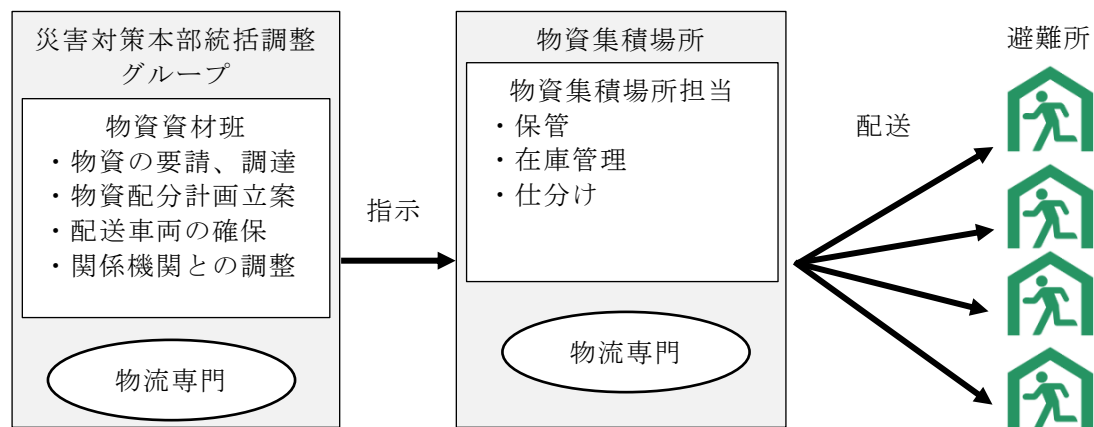 災害対策本部統括調整
グループ
物資資材班
・物資の要請、調達
・物資配分計画立案
・配送車両の確保
・関係機関との調整
物流専門
指示
物資集積場所
物資集積場所担当
・保管
・在庫管理
・仕分け
物流専門
配送
避難所